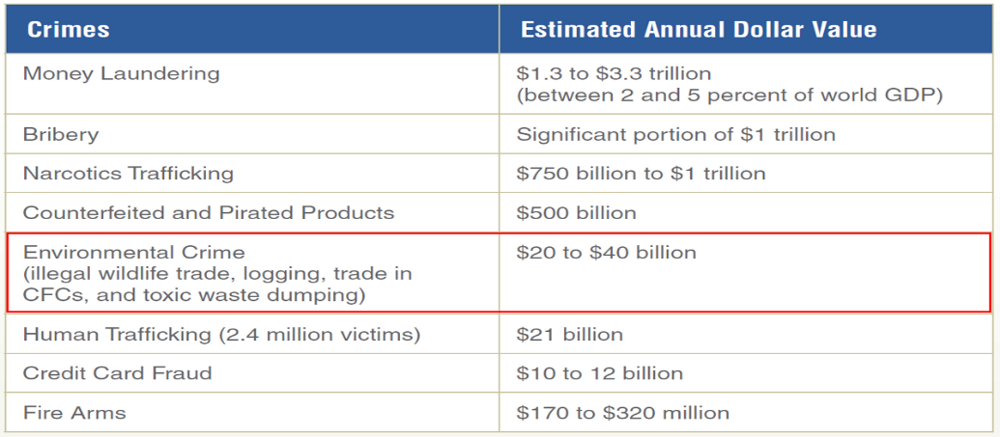 Crimes
Estimated Annual Dollar Value
Money Laundering
$1.3 to $3.3 trillion
(between 2 and 5 percent of world GDP)
Bribery
Significant portion of $1 trillion
Narcotics Trafficking
$750 billion to $1 trillion
Counterfeited and Pirated Products
$500 billion
Environmental Crime
(illegal wildlife trade, logging, trade in
CFCs, and toxic waste dumping)
$20 to $40 billion
Human Trafficking (2.4 million victims)
$21 billion
Credit Card Fraud
$10 to 12 billion
Fire Arms
$170 to $320 million